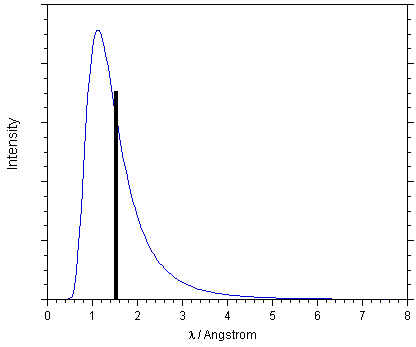 Intensity
0 1 2 3 4 5 6 7 8
λ / Angstrom